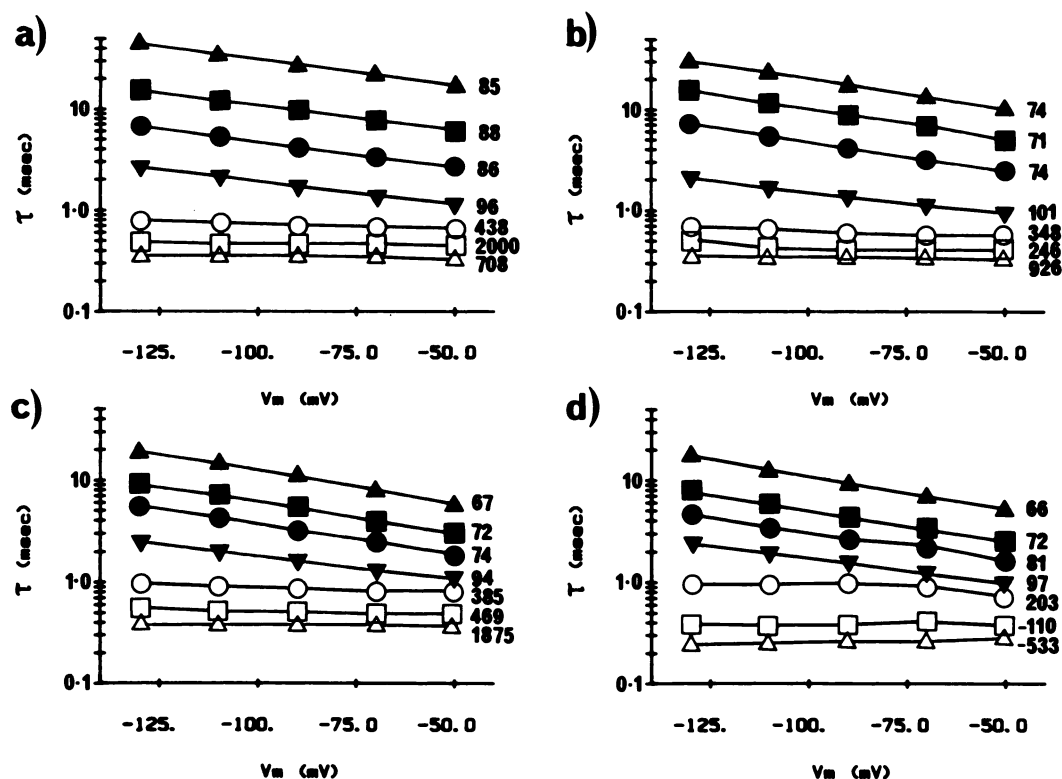 a)
10
1·0
0·1
τ (msec)
85
88
86
96
438
2000
708
-125. -100. -75.0 -50.0
Vm (mV)
b)
10
1·0
0·1
τ (msec)
74
71
74
101
348
246
926
-125. -100. -75.0 -50.0
Vm (mV)
c)
10
1·0
0·1
τ (msec)
67
72
74
94
385
469
1875
-125. -100. -75.0 -50.0
Vm (mV)
d)
10
1·0
0·1
τ (msec)
66
72
81
97
203
-110
-533
-125. -100. -75.0 -50.0
Vm (mV)